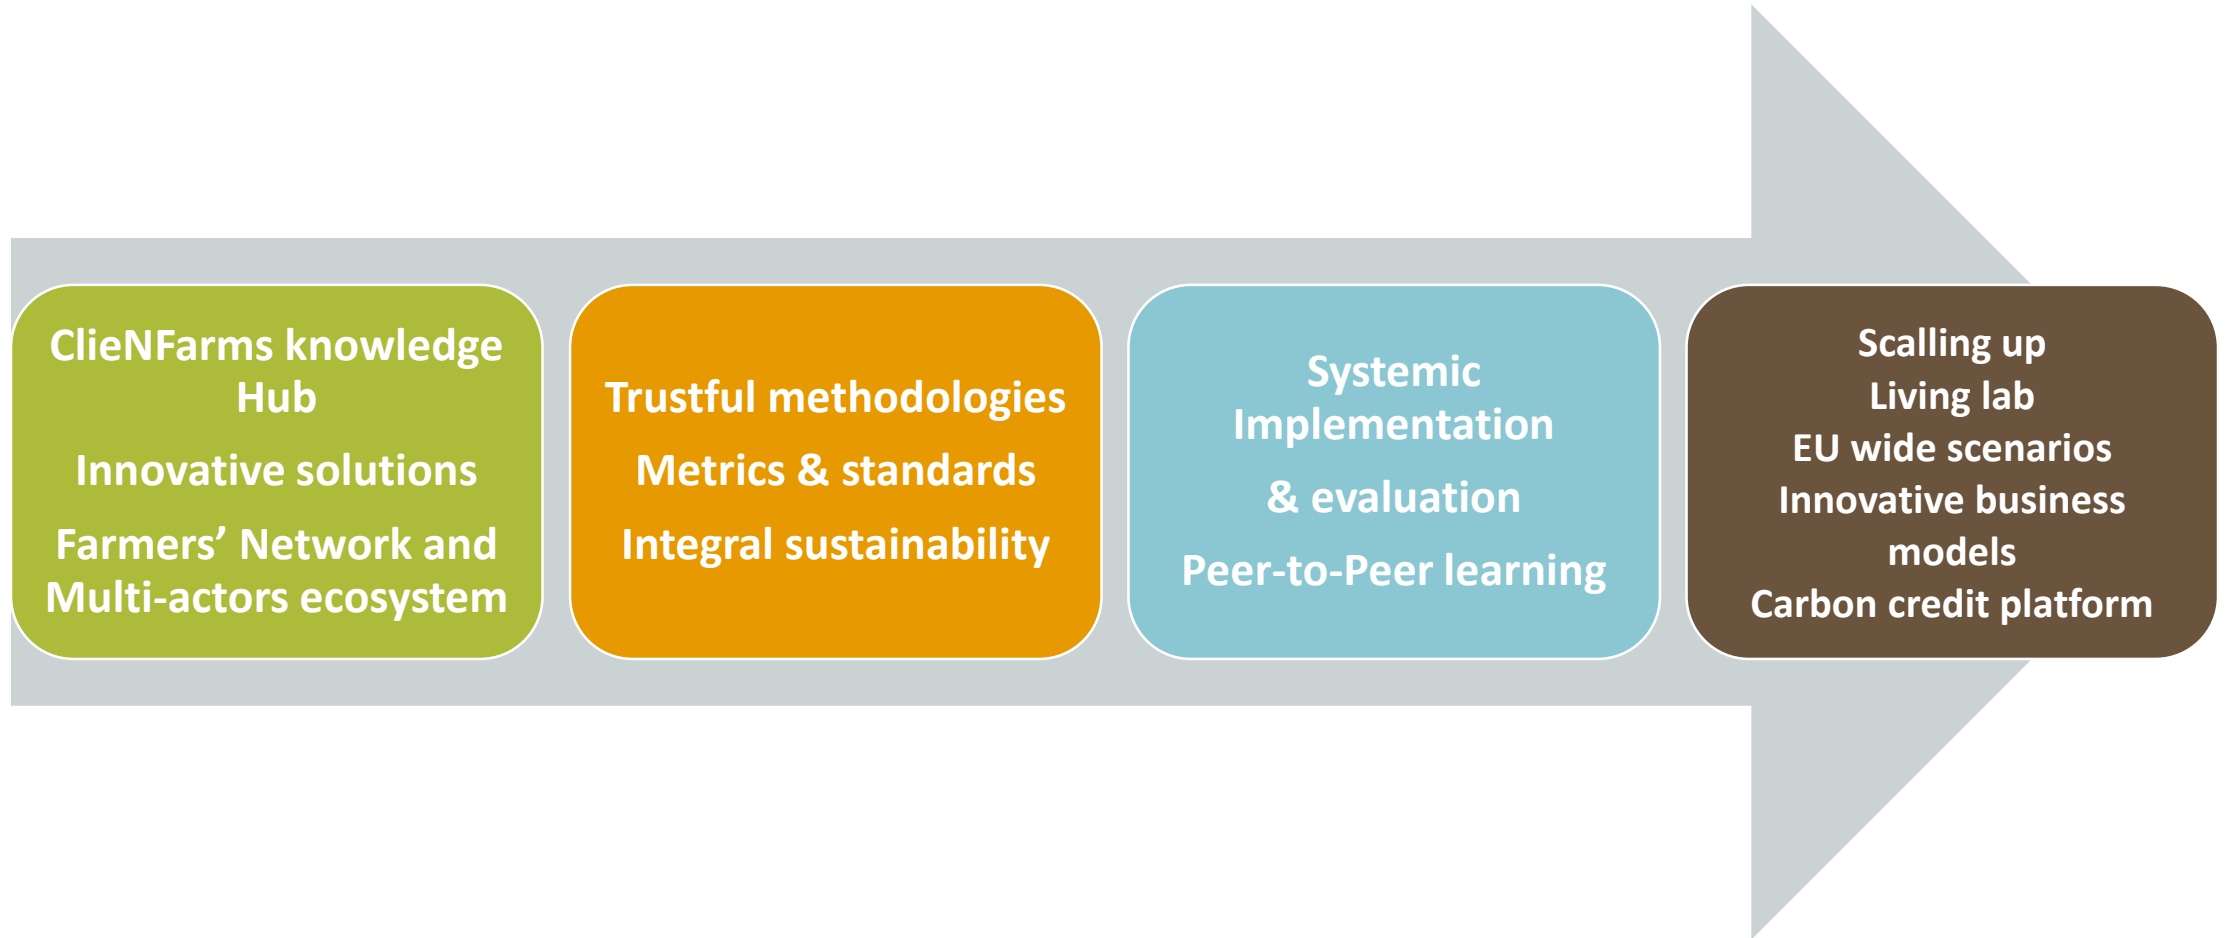 ClieNFarms knowledge
Hub
Innovative solutions
Farmers’ Network and
Multi-actors ecosystem
Trustful methodologies
Metrics & standards
Integral sustainability
Systemic
Implementation
& evaluation
Peer-to-Peer learning
Scalling up
Living lab
EU wide scenarios
Innovative business
models
Carbon credit platform